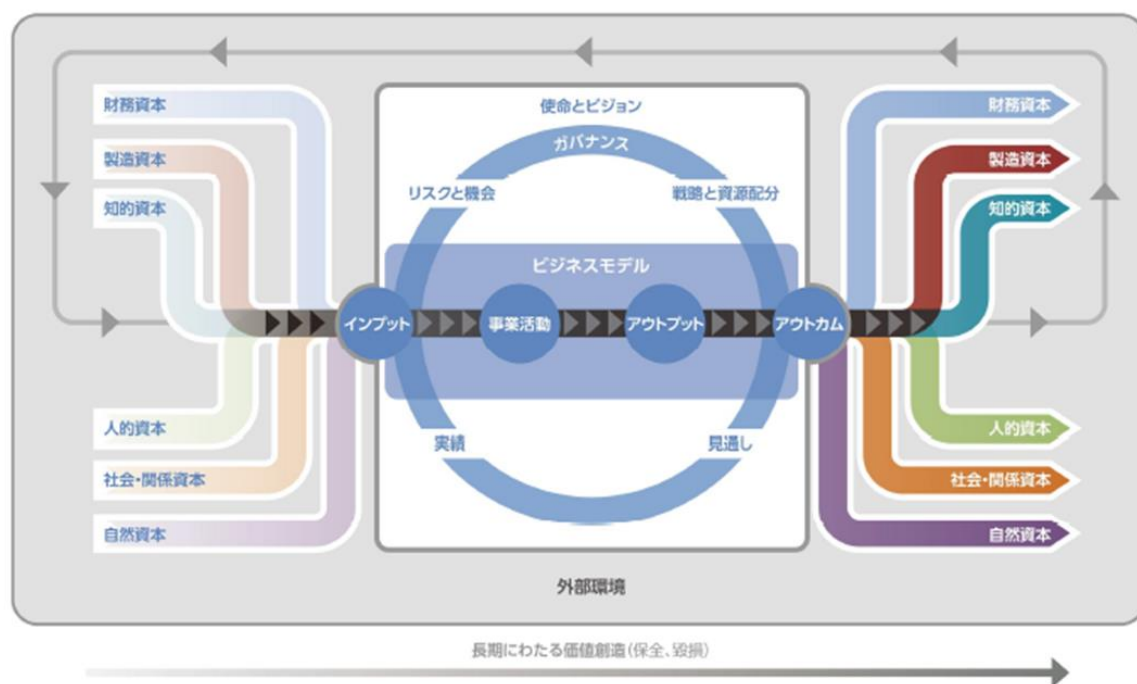 財務資本
製造資本
知的資本
人的資本
社会・関係資本
自然資本
使命とビジョン
ガバナンス
リスクと機会
戦略と資源配分
ビジネスモデル
インプット
事業活動
アウトプット
アウトカム
実績
見通し
財務資本
製造資本
知的資本
人的資本
社会・関係資本
自然資本
外部環境
長期にわたる価値創造(保全、毀損)